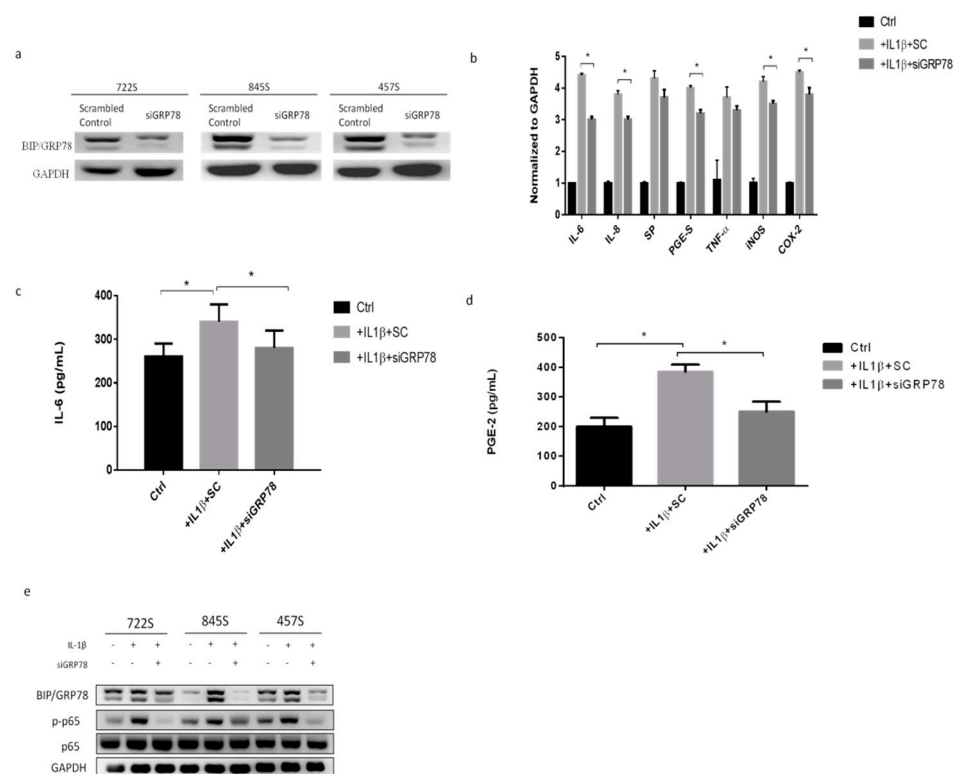 a
722S 845S 457S
Scrambled Control siGRP78 Scrambled Control siGRP78 Scrambled Control siGRP78
BIP/GRP78
GAPDH
b
Ctrl
+IL1β+SC
+IL1β+siGRP78
Normalized to GAPDH
5
4
3
2
1
0
IL-6 IL-8 SP PGE-S TNF-α iNOS COX-2
* * * * *
c
IL-6 (pg/mL)
400
300
200
100
0
* *
Ctrl +IL1β+SC +IL1β+siGRP78
Ctrl
+IL1β+SC
+IL1β+siGRP78
d
PGE-2 (pg/mL)
500
400
300
200
100
0
* *
Ctrl +IL1β+SC +IL1β+siGRP78
Ctrl
+IL1β+SC
+IL1β+siGRP78
e
722S 845S 457S
IL-1β - + + - + + - + +
siGRP78 - - + - - + - - +
BIP/GRP78
p-p65
p65
GAPDH